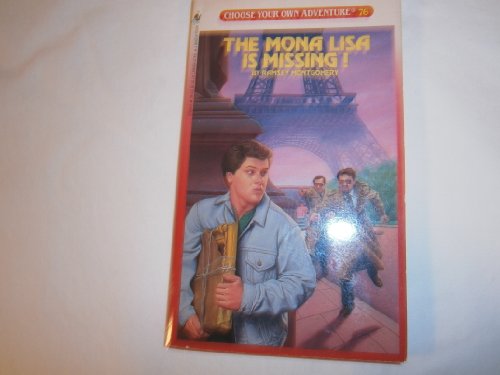 CHOOSE YOUR OWN ADVENTURE® 76
THE MONA LISA
IS MISSING!
BY RAMSEY MONTGOMERY